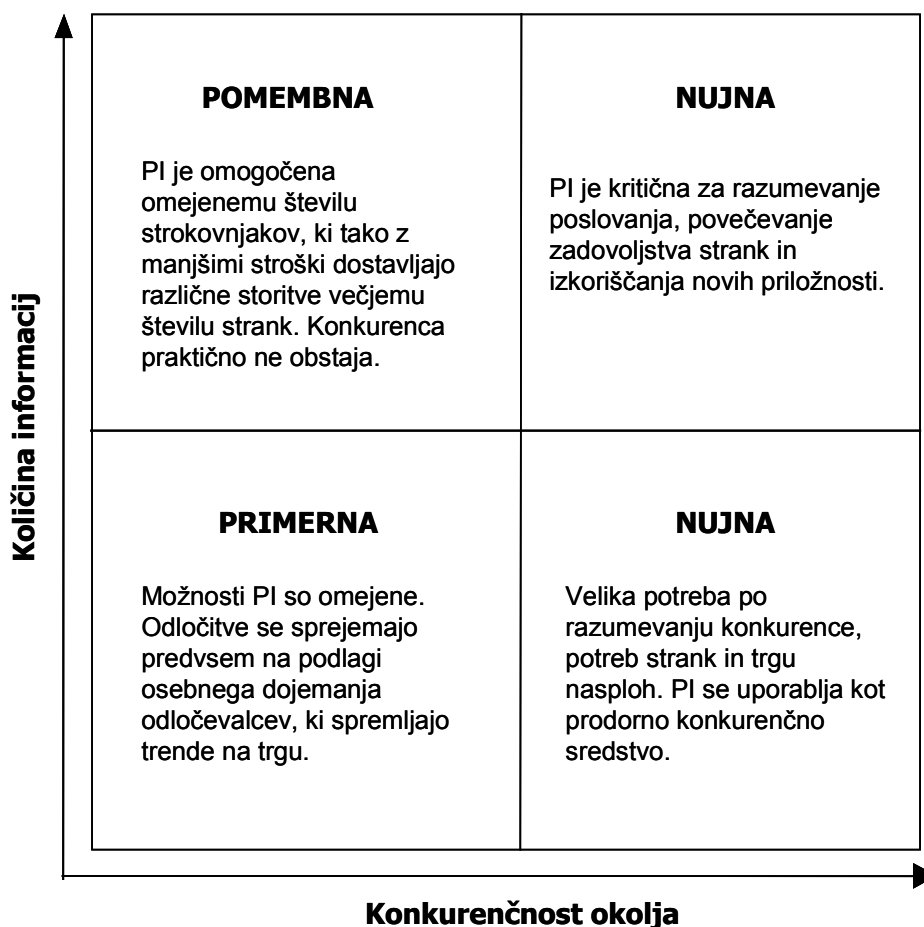 POMEMBNA
PI je omogočena
omejenemu številu
strokovnjakov, ki tako z
manjšimi stroški dostavljajo
različne storitve večjemu
številu strank. Konkurenca
praktično ne obstaja.
NUJNA
PI je kritična za razumevanje
poslovanja, povečevanje
zadovoljstva strank in
izkoriščanja novih priložnosti.
Količina informacij
PRIMERNA
Možnosti PI so omejene.
Odločitve se sprejemajo
predvsem na podlagi
osebnega dojemanja
odločevalcev, ki spremljajo
trende na trgu.
NUJNA
Velika potreba po
razumevanju konkurence,
potreb strank in trgu
nasploh. PI se uporablja kot
prodorno konkurenčno
sredstvo.
Konkurenčnost okolja